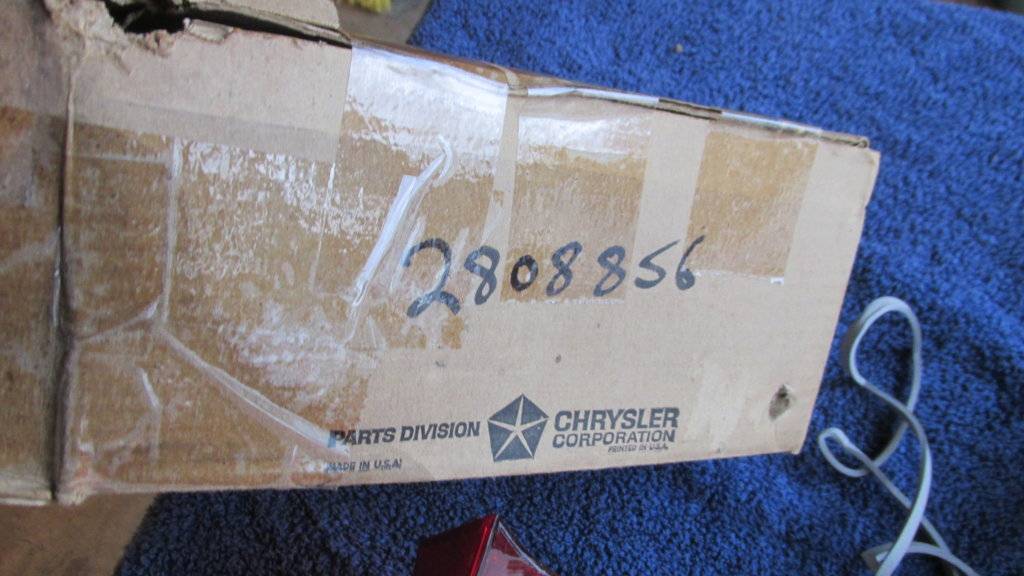 2808856
PARTS DIVISION CHRYSLER CORPORATION
MADE IN U.S.A.
PRINTED IN U.S.A.